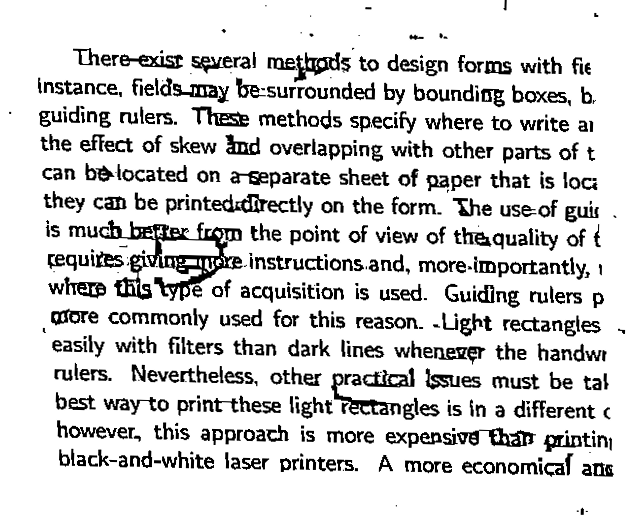 There exist several methods to design forms with fie
instance, fields may be surrounded by bounding boxes, b
guiding rulers. These methods specify where to write a
the effect of skew and overlapping with other parts of t
can be located on a separate sheet of paper that is loca
they can be printed directly on the form. The use of gui
is much better from the point of view of the quality of t
requires giving more instructions and, more importantly,
where this type of acquisition is used. Guiding rulers p
more commonly used for this reason. Light rectangles
easily with filters than dark lines whenever the handwr
rulers. Nevertheless, other practical issues must be tak
best way to print these light rectangles is in a different c
however, this approach is more expensive than printing
black-and-white laser printers. A more economical ans